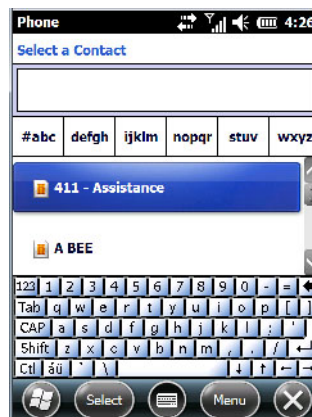 Phone 4:26
Select a Contact
#abc defgh ijklm nopqr stuv wxyz
411 - Assistance
A BEE
123 1 2 3 4 5 6 7 8 9 0 - =
Tab q w e r t y u i o p [ ]
CAP a s d f g h j k l ; '
Shift z x c v b n m , . /
Ctl áü ` \
Select Menu